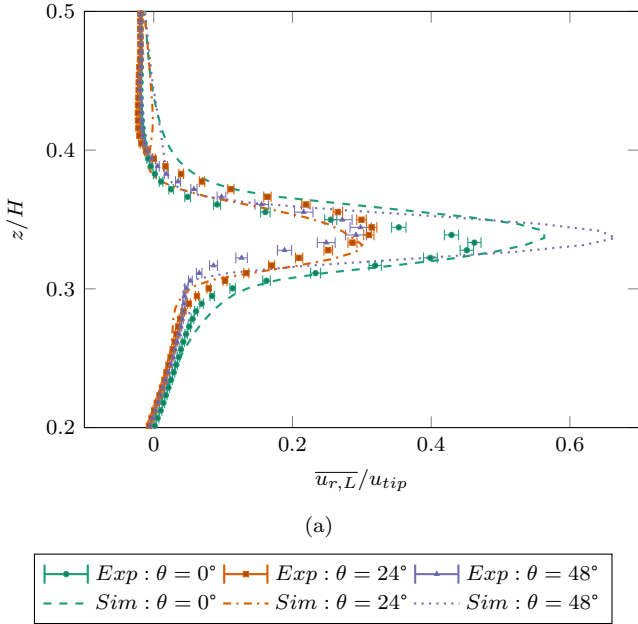 0.5
0.4
0.3
0.2
z/H
0 0.2 0.4 0.6
u_{r,L}/u_{tip}
(a)
Exp : θ = 0° Exp : θ = 24° Exp : θ = 48°
Sim : θ = 0° Sim : θ = 24° Sim : θ = 48°